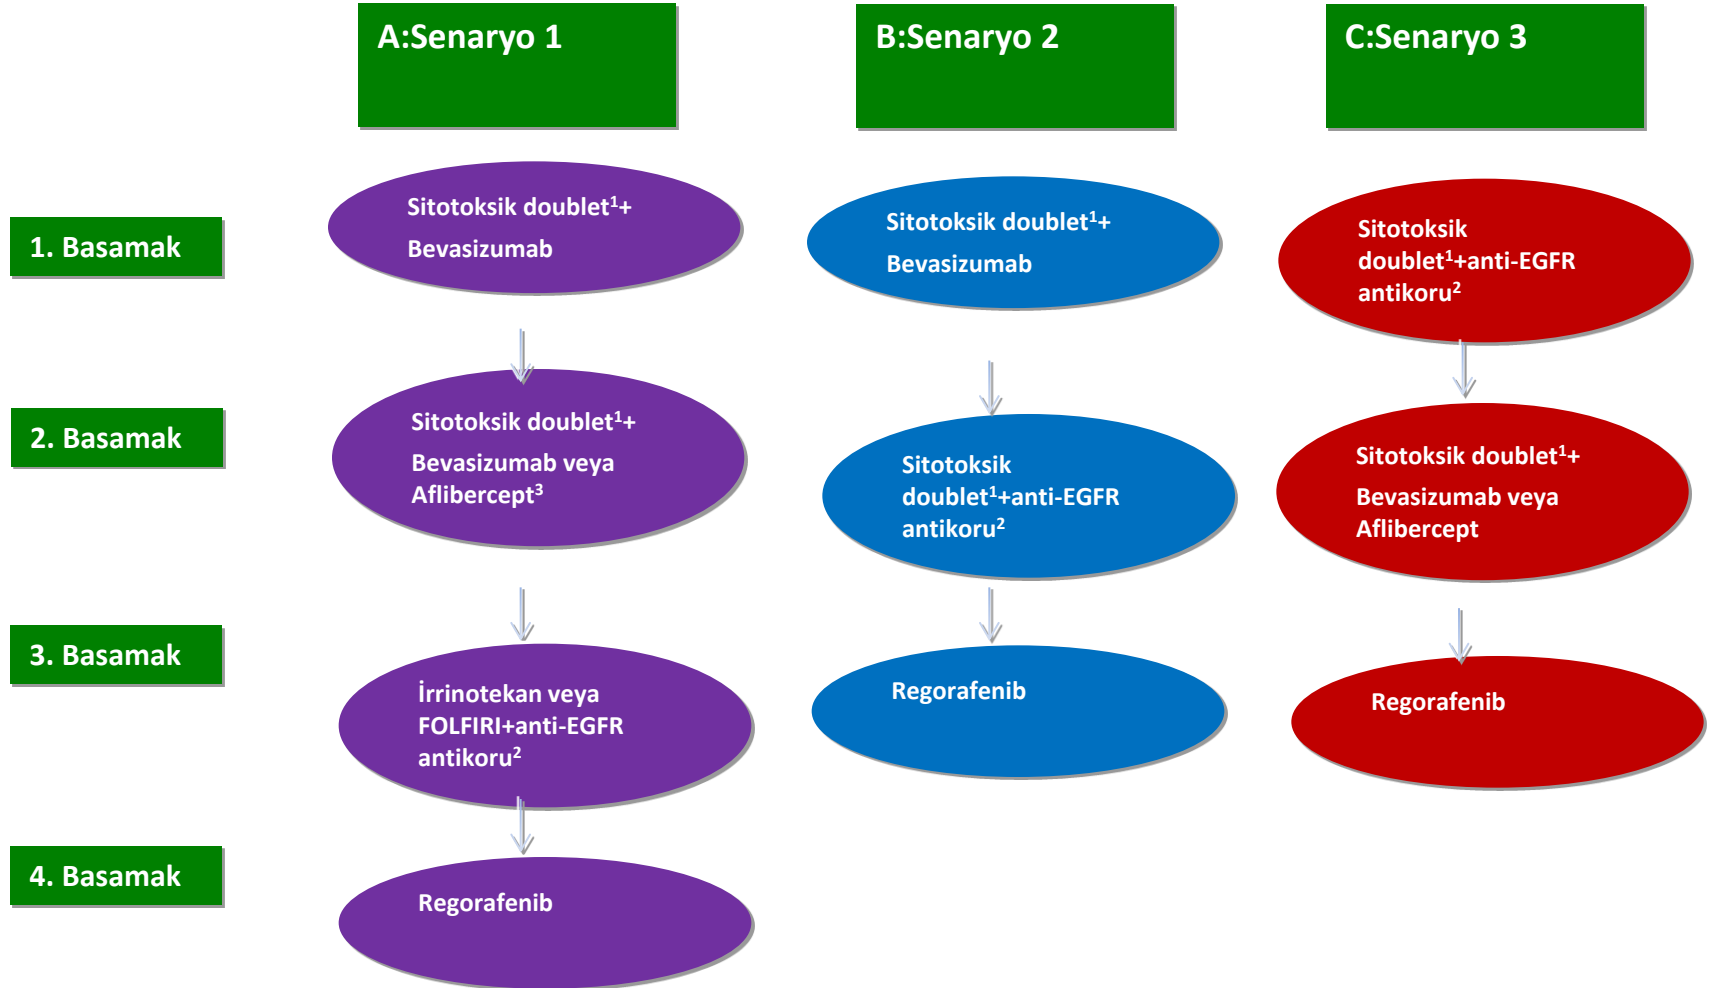 A:Senaryo 1
B:Senaryo 2
C:Senaryo 3
1. Basamak
Sitotoksik doublet¹+
Bevasizumab
Sitotoksik doublet¹+
Bevasizumab
Sitotoksik
doublet¹+anti-EGFR
antikoru²
2. Basamak
Sitotoksik doublet¹+
Bevasizumab veya
Aflibercept³
Sitotoksik
doublet¹+anti-EGFR
antikoru²
Sitotoksik doublet¹+
Bevasizumab veya
Aflibercept
3. Basamak
İrrinotekan veya
FOLFIRI+anti-EGFR
antikoru²
Regorafenib
Regorafenib
4. Basamak
Regorafenib